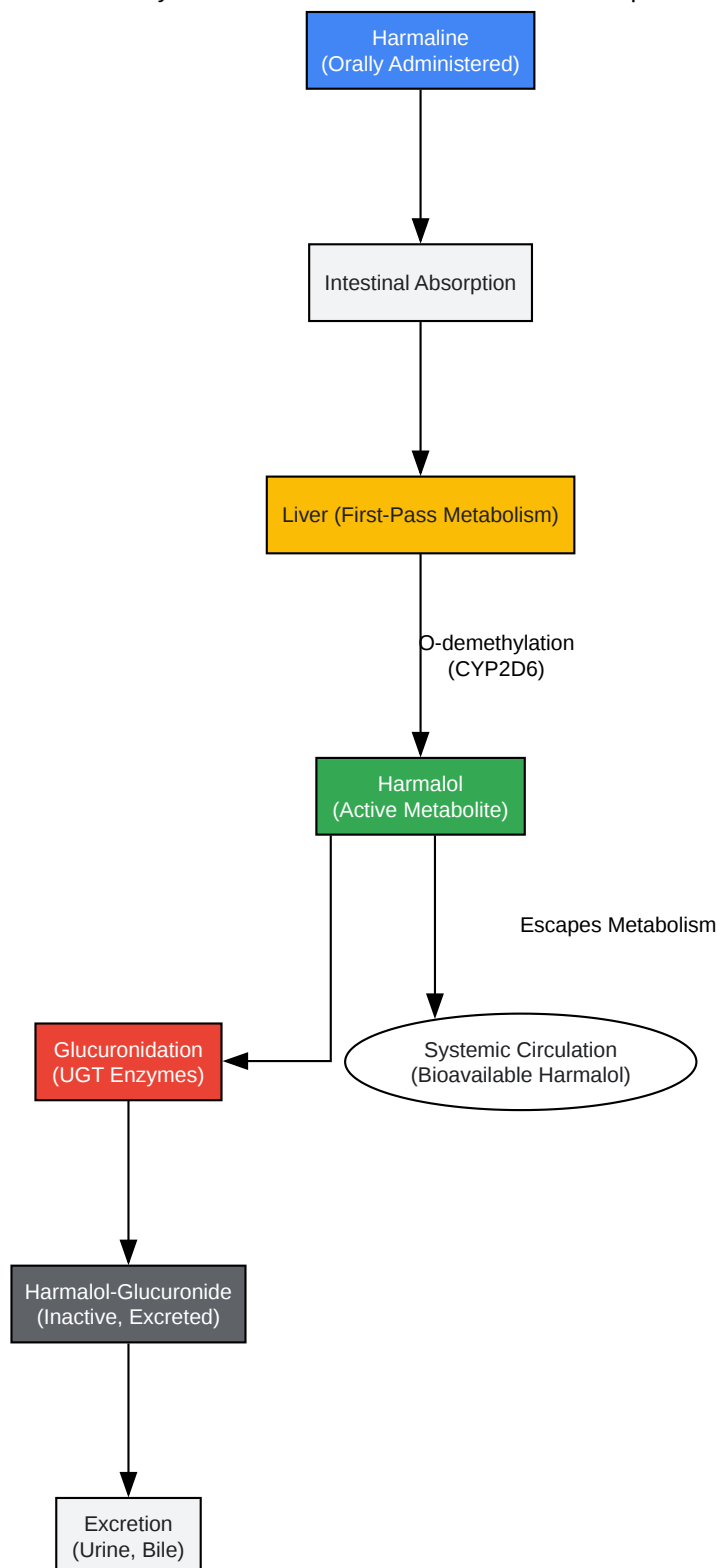 Harmaline
(Orally Administered)
Intestinal Absorption
Liver (First-Pass Metabolism)
O-demethylation
(CYP2D6)
Harmalol
(Active Metabolite)
Escapes Metabolism
Glucuronidation
(UGT Enzymes)
Systemic Circulation
(Bioavailable Harmalol)
Harmalol-Glucuronide
(Inactive, Excreted)
Excretion
(Urine, Bile)